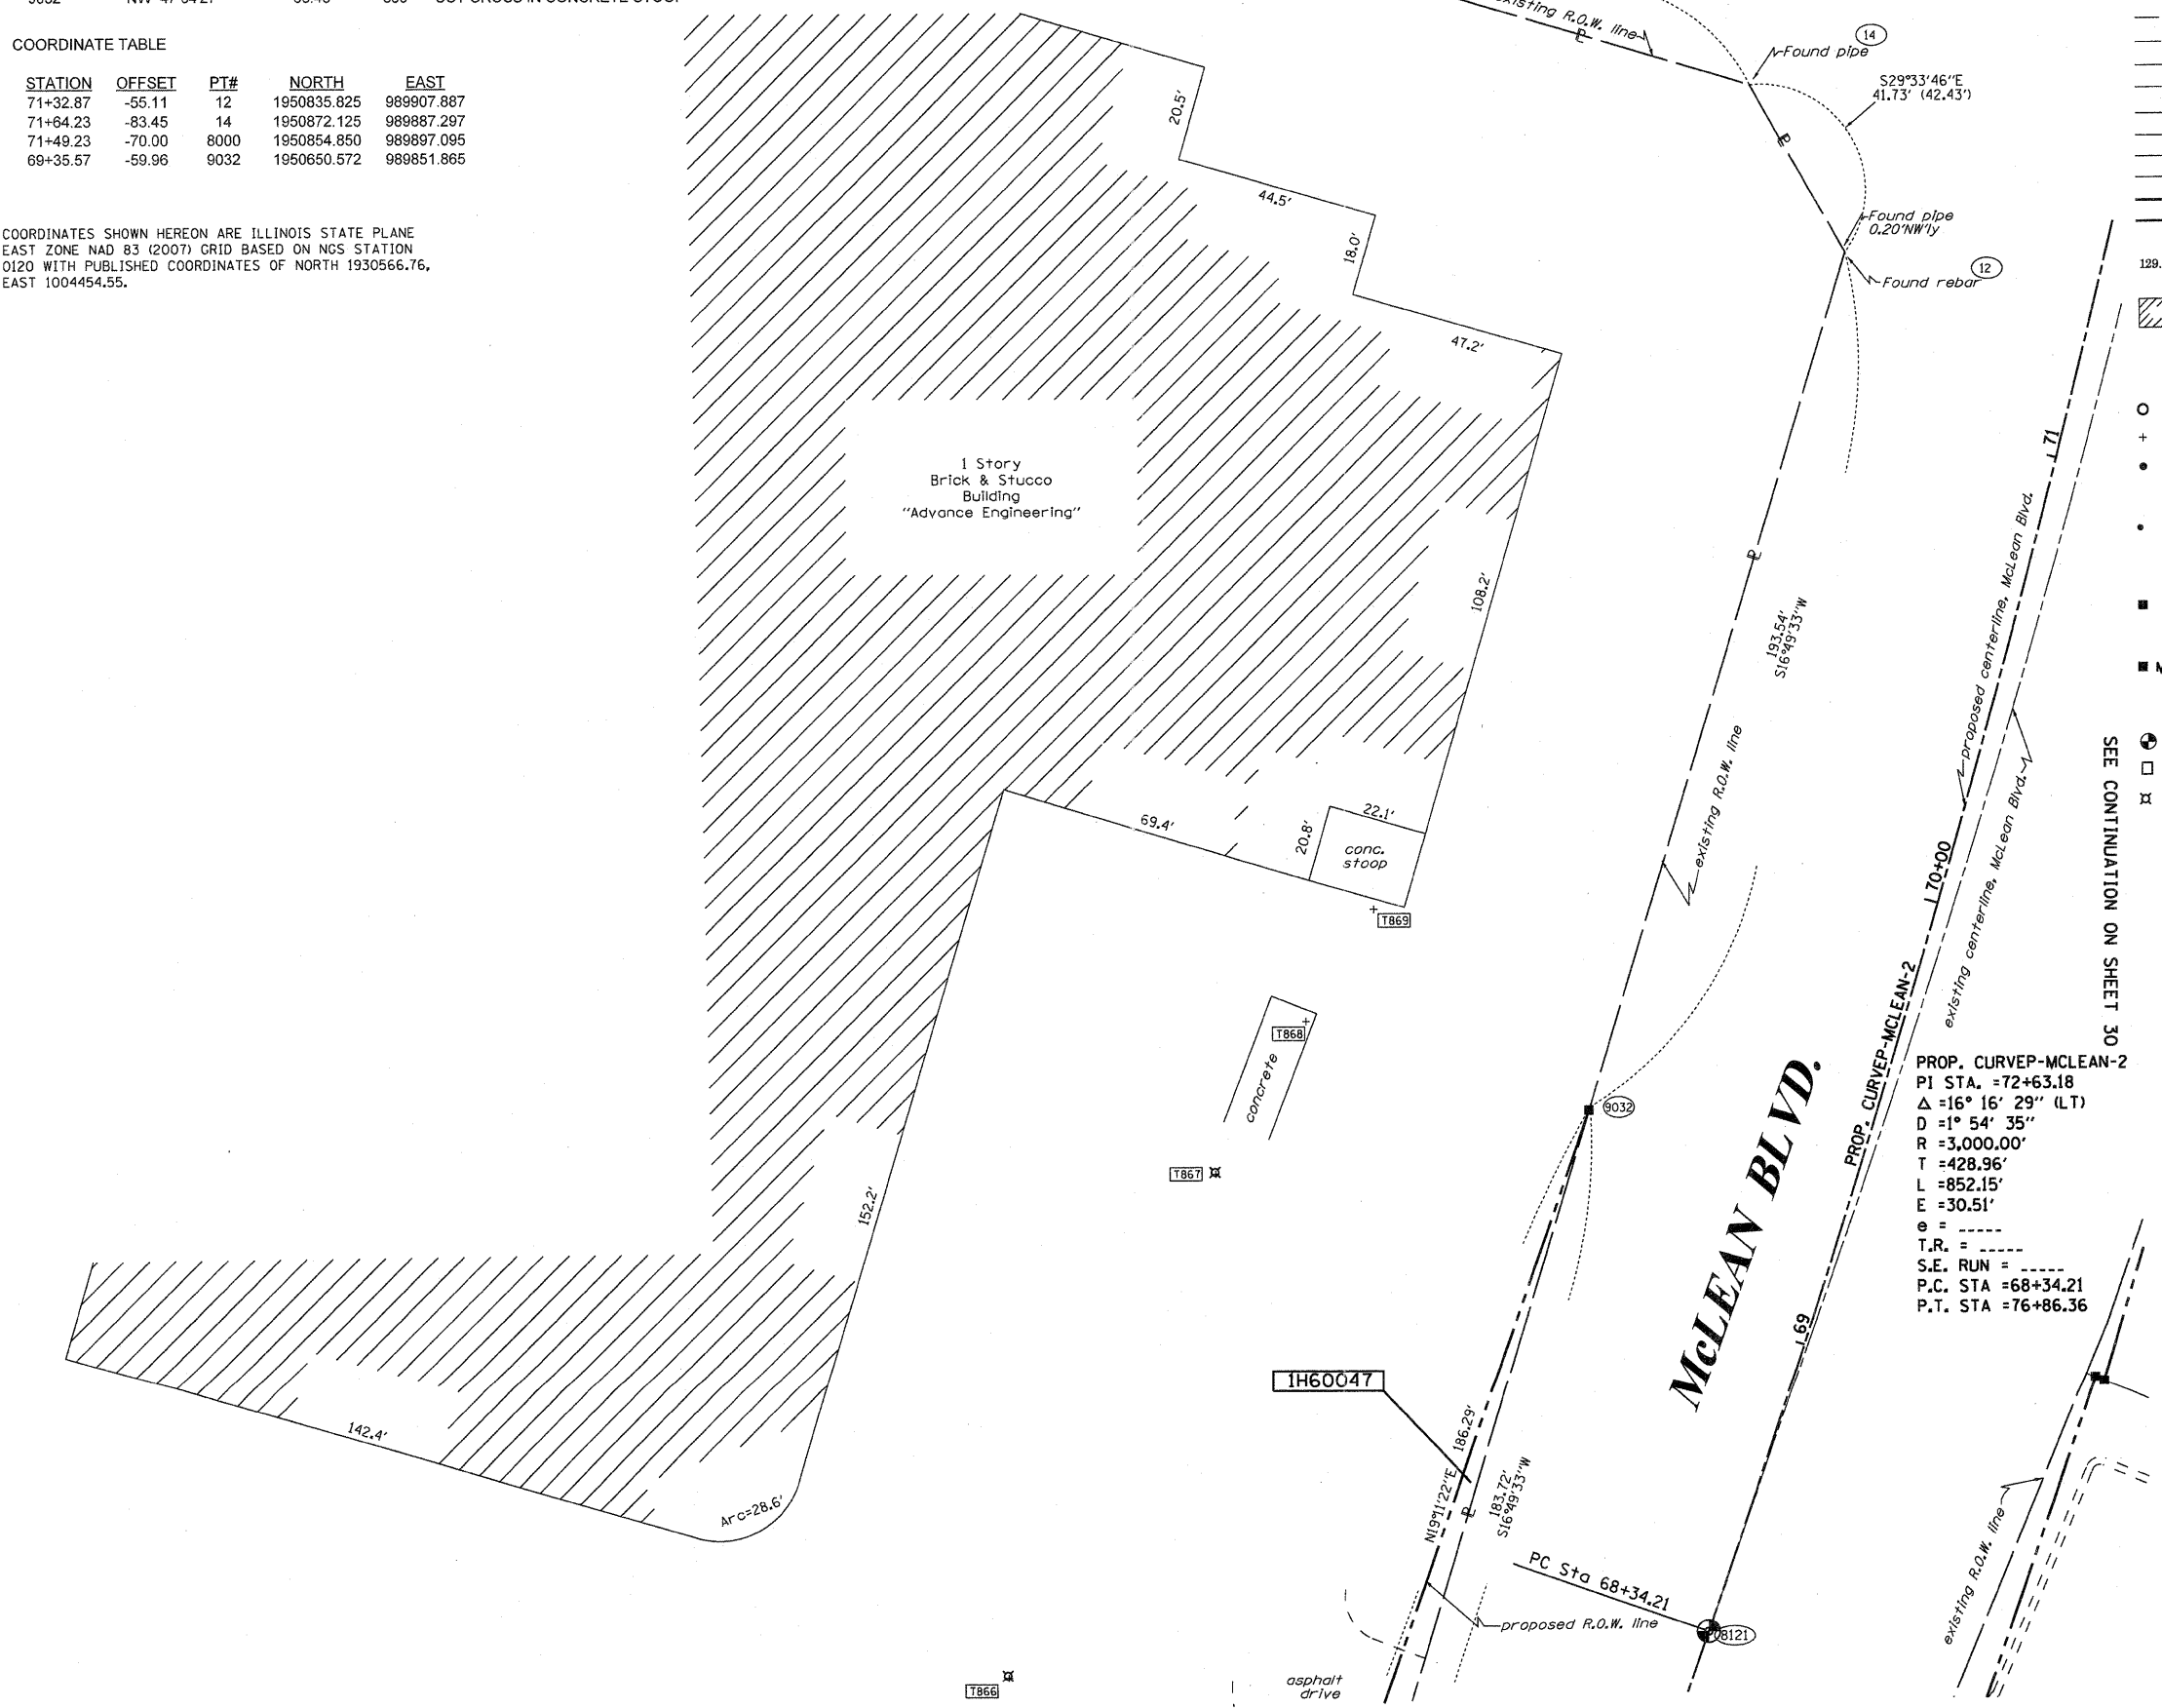 COORDINATE TABLE
STATION OFFSET PT# NORTH EAST
71+32.87 -55.11 12 1950835.825 989907.887
71+64.23 -83.45 14 1950872.125 989887.297
71+49.23 -70.00 8000 1950854.850 989897.095
69+35.57 -59.96 9032 1950650.572 989851.865
COORDINATES SHOWN HEREON ARE ILLINOIS STATE PLANE
EAST ZONE NAD 83 (2007) GRID BASED ON NGS STATION
0120 WITH PUBLISHED COORDINATES OF NORTH 1930566.76,
EAST 1004454.55.
existing R.O.W. line
14
Found pipe
S29°33'46"E
41.73' (42.43')
Found pipe
0.20'NW'ly
12
Found rebar
129.
20.5'
44.5'
18.0'
47.2'
1 Story
Brick & Stucco
Building
"Advance Engineering"
108.2'
71
193.54'
S16°49'33"W
proposed centerline, McLean Blvd.
existing R.O.W. line
existing centerline, McLean Blvd.
SEE CONTINUATION ON SHEET 30
69.4'
22.1'
20.8'
conc.
stoop
T869
70+00
T868
concrete
9032
T867
152.2'
PROP. CURVEP-MCLEAN-2
McLEAN BLVD.
PROP. CURVEP-MCLEAN-2
PI STA. =72+63.18
Δ =16° 16' 29" (LT)
D =1° 54' 35"
R =3,000.00'
T =428.96'
L =852.15'
E =30.51'
e = -----
T.R. = -----
S.E. RUN = -----
P.C. STA =68+34.21
P.T. STA =76+86.36
69
1H60047
142.4'
Arc=28.6'
186.29'
N19°11'22"E
183.72'
S16°49'33"W
PC Sta 68+34.21
proposed R.O.W. line
8121
existing R.O.W. line
T866
asphalt
drive